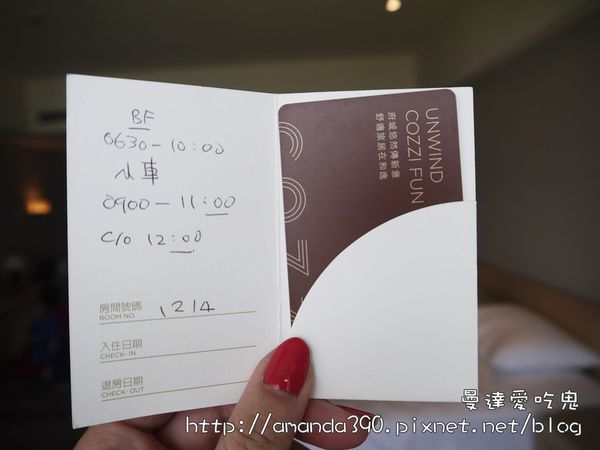 BF
0630-10:00
小車
0900-11:00
C/O 12:00
房間號碼 1214
ROOM NO.
入住日期
CHECK-IN
退房日期
CHECK-OUT
UNWIND
COZZI FUN
府城悠然傳新意
舒適旅居在和逸
COZZ
曼達愛吃鬼
http://amanda390.pixnet.net/blog